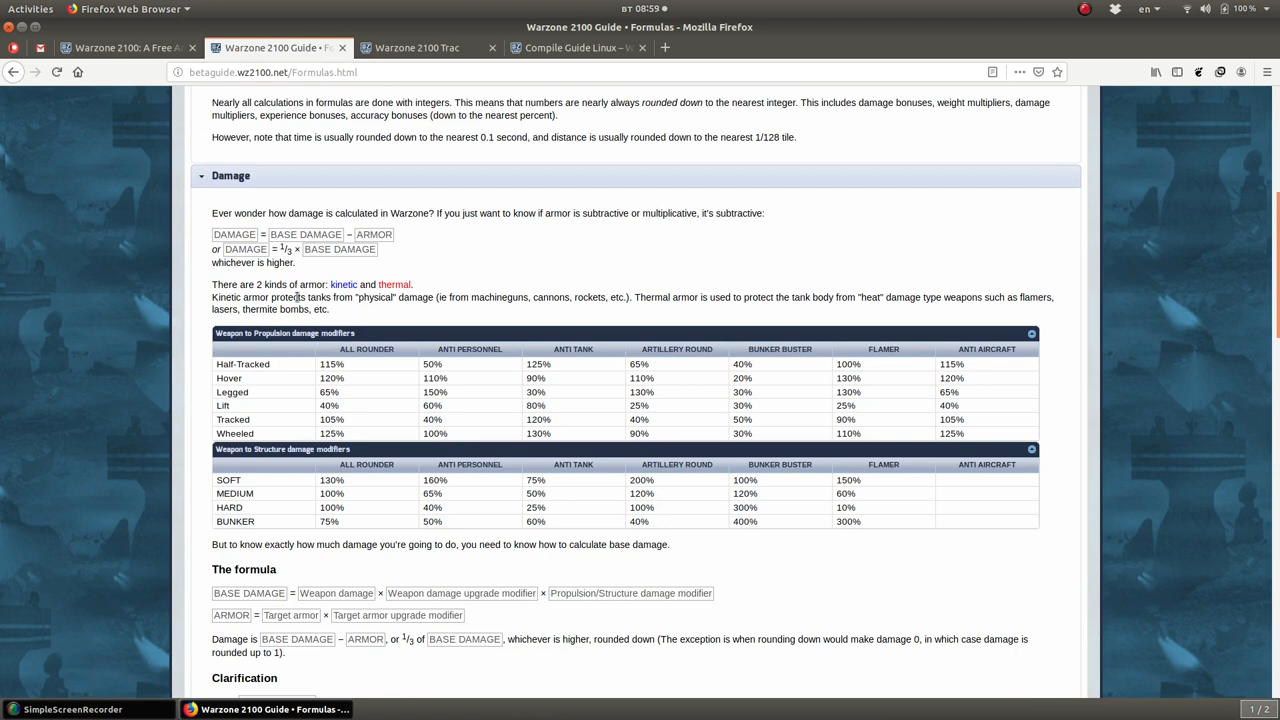 Activities Firefox Web Browser вт 08:59 en 100 %
Warzone 2100 Guide • Formulas - Mozilla Firefox
Warzone 2100: A Free A Warzone 2100 Guide • Fo Warzone 2100 Trac Compile Guide Linux – W
betaguide.wz2100.net/Formulas.html
Nearly all calculations in formulas are done with integers. This means that numbers are nearly always rounded down to the nearest integer. This includes damage bonuses, weight multipliers, damage
multipliers, experience bonuses, accuracy bonuses (down to the nearest percent).
However, note that time is usually rounded down to the nearest 0.1 second, and distance is usually rounded down to the nearest 1/128 tile.
Damage
Ever wonder how damage is calculated in Warzone? If you just want to know if armor is subtractive or multiplicative, it's subtractive:
DAMAGE = BASE DAMAGE − ARMOR
or DAMAGE = 1/3 × BASE DAMAGE
whichever is higher.
There are 2 kinds of armor: kinetic and thermal.
Kinetic armor protects tanks from "physical" damage (ie from machineguns, cannons, rockets, etc.). Thermal armor is used to protect the tank body from "heat" damage type weapons such as flamers,
lasers, thermite bombs, etc.
Weapon to Propulsion damage modifiers
ALL ROUNDER ANTI PERSONNEL ANTI TANK ARTILLERY ROUND BUNKER BUSTER FLAMER ANTI AIRCRAFT
Half-Tracked 115% 50% 125% 65% 40% 100% 115%
Hover 120% 110% 90% 110% 20% 130% 120%
Legged 65% 150% 30% 130% 30% 130% 65%
Lift 40% 60% 80% 25% 30% 25% 40%
Tracked 105% 40% 120% 40% 50% 90% 105%
Wheeled 125% 100% 130% 90% 30% 110% 125%
Weapon to Structure damage modifiers
ALL ROUNDER ANTI PERSONNEL ANTI TANK ARTILLERY ROUND BUNKER BUSTER FLAMER ANTI AIRCRAFT
SOFT 130% 160% 75% 200% 100% 150%
MEDIUM 100% 65% 50% 120% 120% 60%
HARD 100% 40% 25% 100% 300% 10%
BUNKER 75% 50% 60% 40% 400% 300%
But to know exactly how much damage you're going to do, you need to know how to calculate base damage.
The formula
BASE DAMAGE = Weapon damage × Weapon damage upgrade modifier × Propulsion/Structure damage modifier
ARMOR = Target armor × Target armor upgrade modifier
Damage is BASE DAMAGE − ARMOR, or 1/3 of BASE DAMAGE, whichever is higher, rounded down (The exception is when rounding down would make damage 0, in which case damage is
rounded up to 1).
Clarification
SimpleScreenRecorder Warzone 2100 Guide • Formulas -... 1 / 2